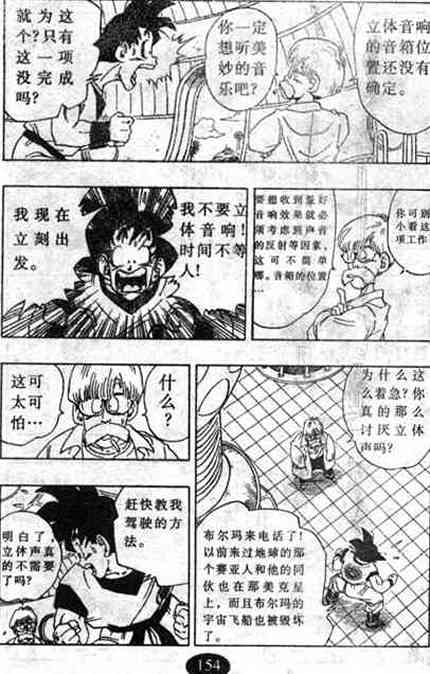 立体音响
的音箱位
置还没有
确定。
你一定
想听美
妙的音
乐吧？
就为这
个？只有
这一项
没完成
吗？
你可别
小看这
项工作
要想收到最好
音响效果就必
须考虑到声音
的反射等因素，
这可不简单
哪。音箱的位置
…
我不要立
体音响！
时间不等
人！
我现在
立刻出
发。
为什么这
么着急？你
真的那么
讨厌立体
声吗？
布尔玛来电话了！
以前来过地球的那
个赛亚人和他的同
伙也在那美克星
上，而且布尔玛的宇
宙飞船也被毁坏
了。
什么？
这可
太可
怕…
赶快教我
驾驶的方
法。
明白了，
立体声真
的不需要
了吗？
154